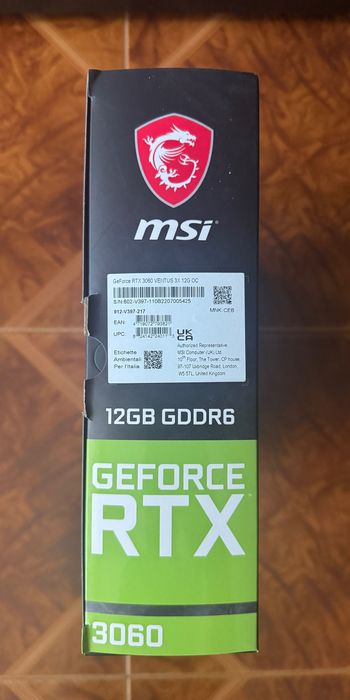 msi
GeForce RTX 3060 VENTUS 3X 12G OC
S/N:602-V397-110B2207005425
MNK CEB
912-V397-217
EAN:
UPC:
UK
CA
Etichette
Ambientali
Per l'Italia
Authorized Representative
MSI Computer (UK) Ltd.
10th Floor, The Tower, CP house
97-107 Uxbridge Road, London,
W5 5TL, United Kingdom
12GB GDDR6
GEFORCE
RTX™
3060